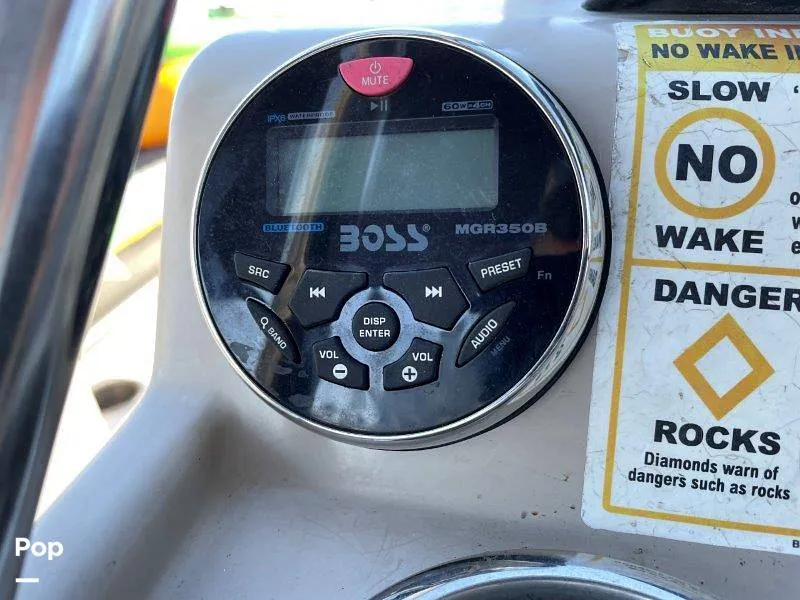 MUTE
IPX6 WATERPROOF
60W×4CH
BLUETOOTH
BOSS®
MGR350B
SRC
PRESET
Fn
Q BAND
DISP
ENTER
AUDIO
MENU
VOL
VOL
BUOY
NO WAKE
SLOW
NO
WAKE
DANGER
ROCKS
Diamonds warn of
dangers such as rocks
Pop